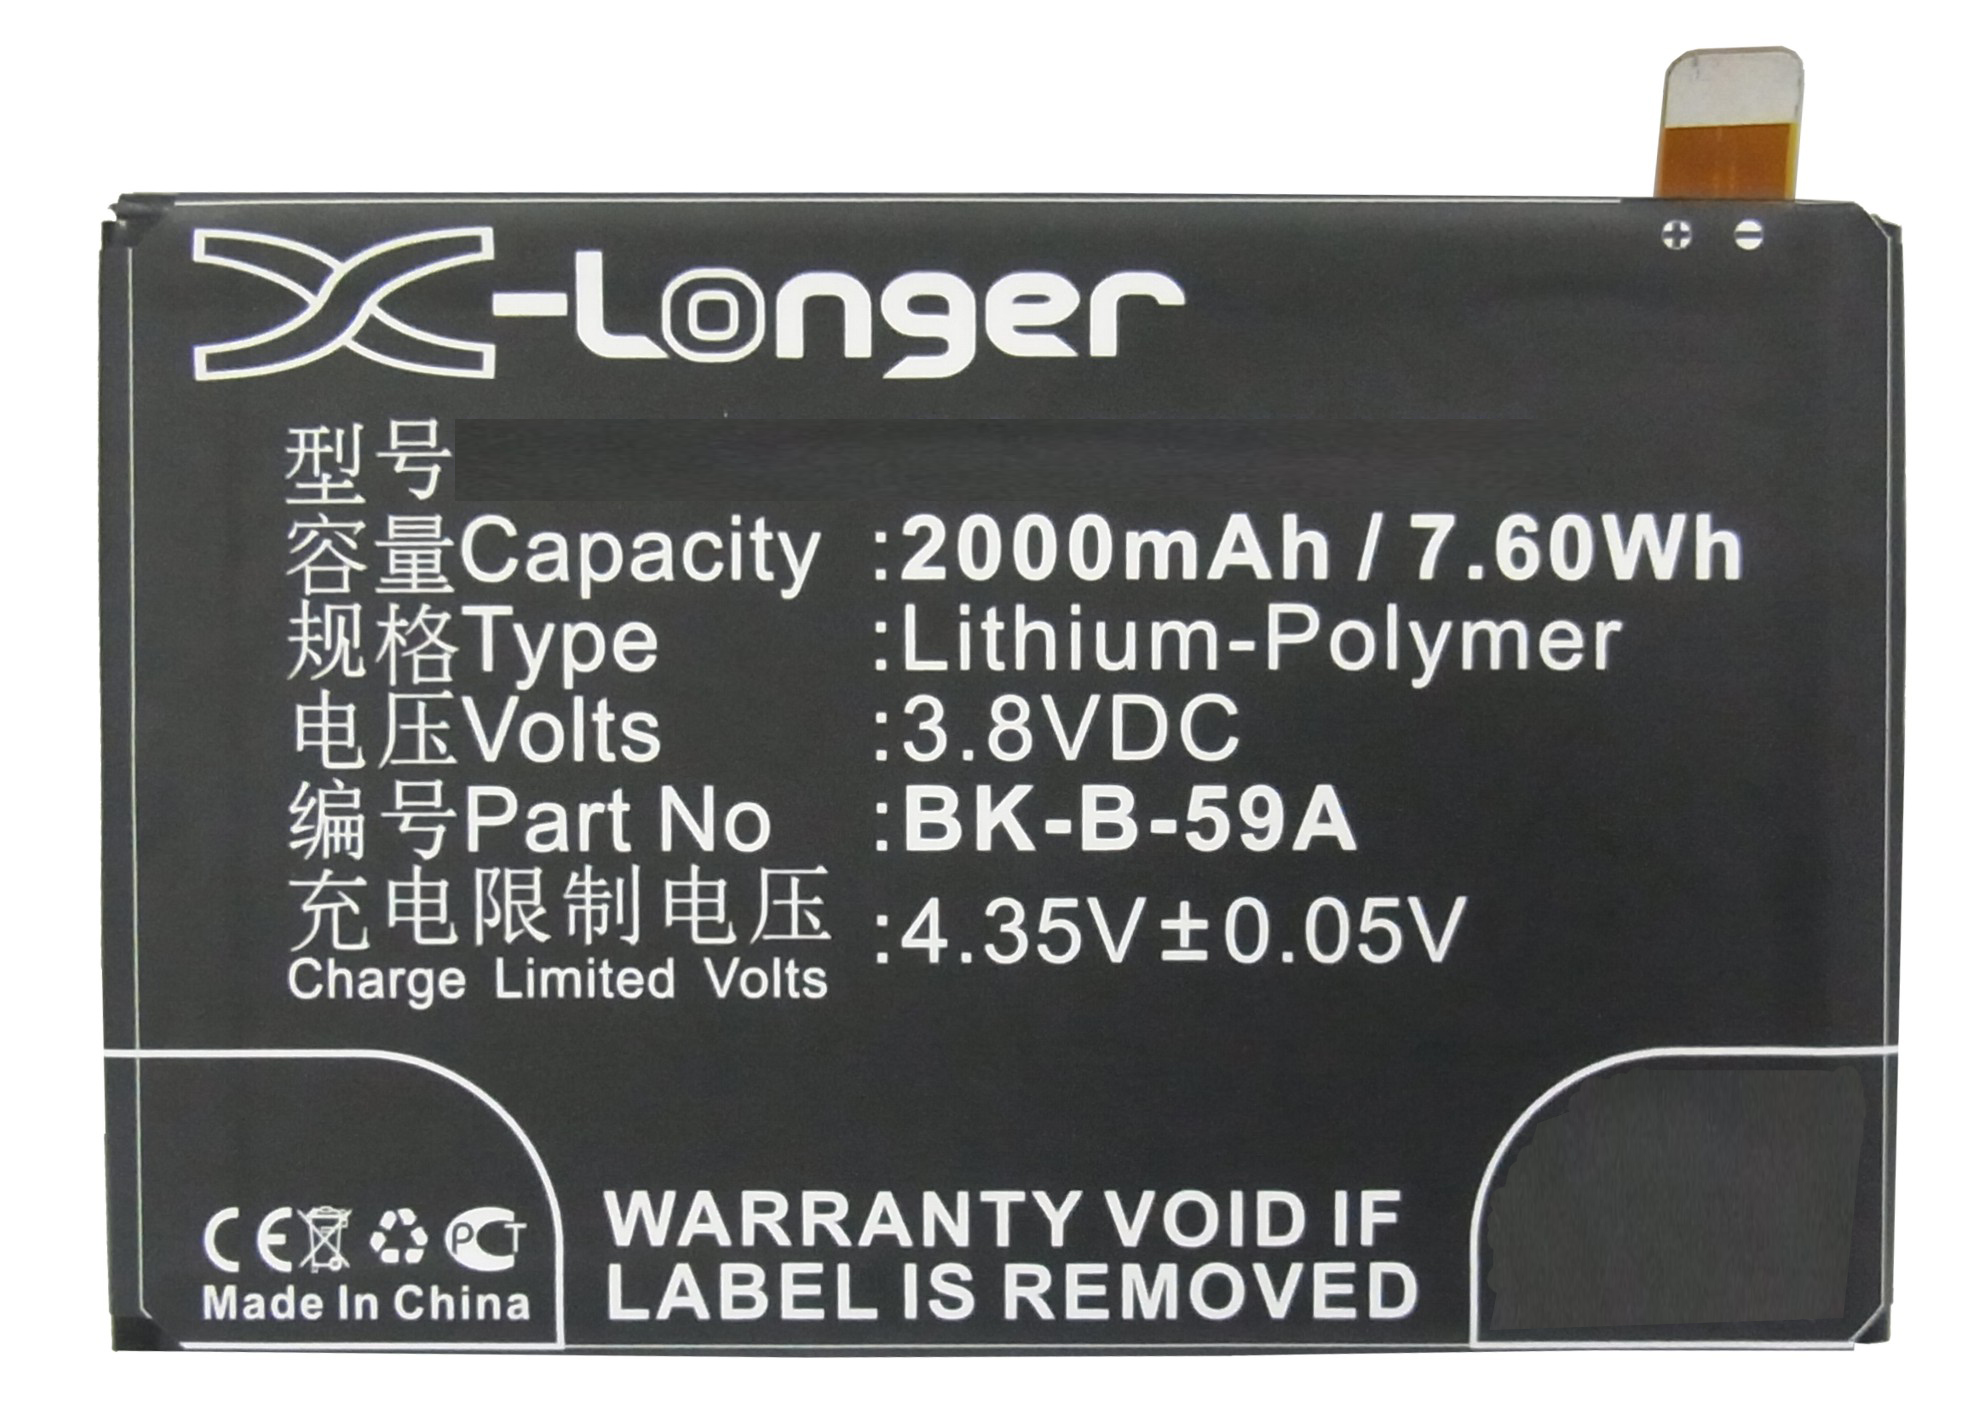 X-Longer
型号
容量Capacity :2000mAh / 7.60Wh
规格Type :Lithium-Polymer
电压Volts :3.8VDC
编号Part No :BK-B-59A
充电限制电压 :4.35V±0.05V
Charge Limited Volts
CE PCT
Made In China
WARRANTY VOID IF
LABEL IS REMOVED